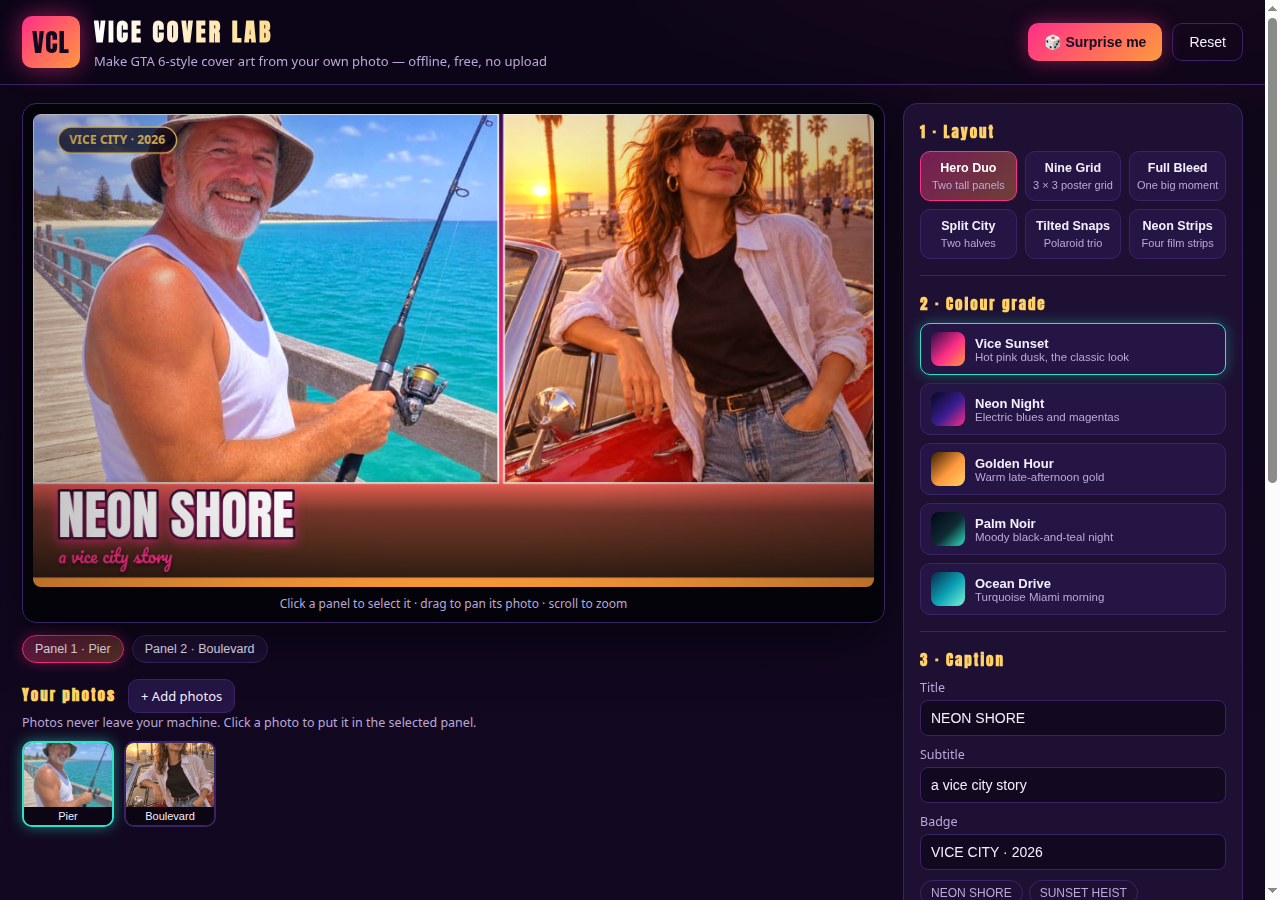 VCL
VICE COVER LAB
Make GTA 6-style cover art from your own photo — offline, free, no upload
🎲 Surprise me
Reset
VICE CITY · 2026
NEON SHORE
a vice city story
Click a panel to select it · drag to pan its photo · scroll to zoom
Panel 1 · Pier
Panel 2 · Boulevard
Your photos
+ Add photos
Photos never leave your machine. Click a photo to put it in the selected panel.
Pier
Boulevard
1 · Layout
Hero Duo
Two tall panels
Nine Grid
3 × 3 poster grid
Full Bleed
One big moment
Split City
Two halves
Tilted Snaps
Polaroid trio
Neon Strips
Four film strips
2 · Colour grade
Vice Sunset
Hot pink dusk, the classic look
Neon Night
Electric blues and magentas
Golden Hour
Warm late-afternoon gold
Palm Noir
Moody black-and-teal night
Ocean Drive
Turquoise Miami morning
3 · Caption
Title
NEON SHORE
Subtitle
a vice city story
Badge
VICE CITY · 2026
NEON SHORE
SUNSET HEIST